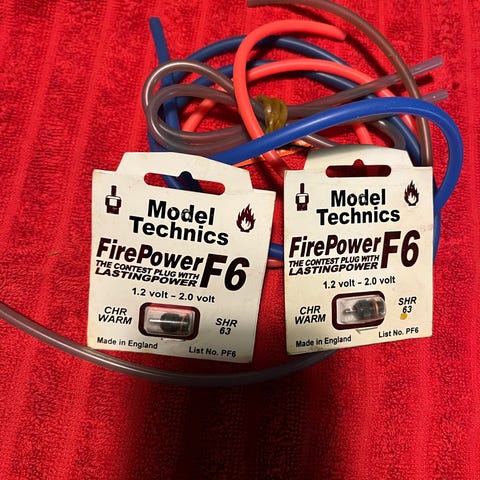 Model
Technics
FirePower F6
THE CONTEST PLUG WITH
LASTINGPOWER
1.2 volt – 2.0 volt
CHR
WARM
SHR
63
Made in England
List No. PF6
Model
Technics
FirePower F6
THE CONTEST PLUG WITH
LASTINGPOWER
1.2 volt – 2.0 volt
CHR
WARM
SHR
63
Made in England
List No. PF6